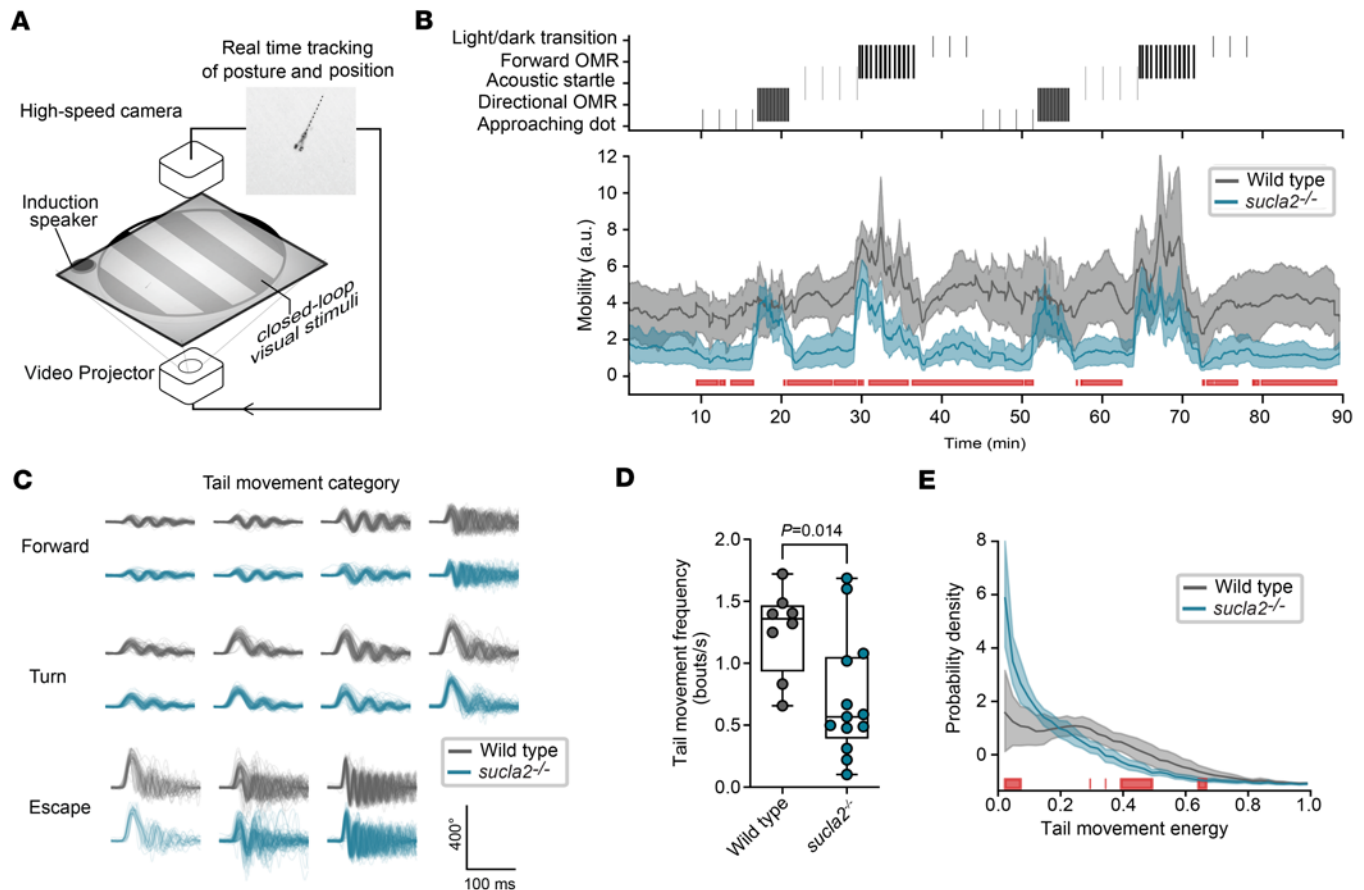 A
Real time tracking
of posture and position
High-speed camera
Induction
speaker
closed-loop
visual stimuli
Video Projector
B
Light/dark transition
Forward OMR
Acoustic startle
Directional OMR
Approaching dot
12
10
8
6
4
2
0
Mobility (a.u.)
Wild type
sucla2-/-
10 20 30 40 50 60 70 80 90
Time (min)
C
Tail movement category
Forward
Turn
Escape
Wild type
sucla2-/-
400°
100 ms
D
P=0.014
2.0
1.5
1.0
0.5
0.0
Tail movement frequency
(bouts/s)
Wild type
sucla2-/-
E
8
6
4
2
0
Probability density
Wild type
sucla2-/-
0.0 0.2 0.4 0.6 0.8 1.0
Tail movement energy